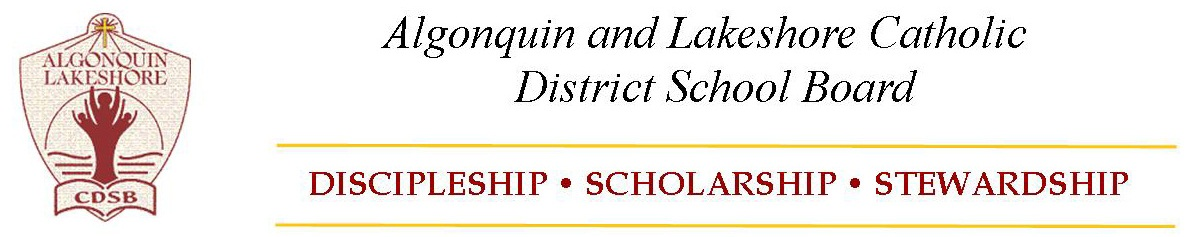 ALGONQUIN
LAKESHORE
CDSB
Algonquin and Lakeshore Catholic
District School Board
DISCIPLESHIP • SCHOLARSHIP • STEWARDSHIP